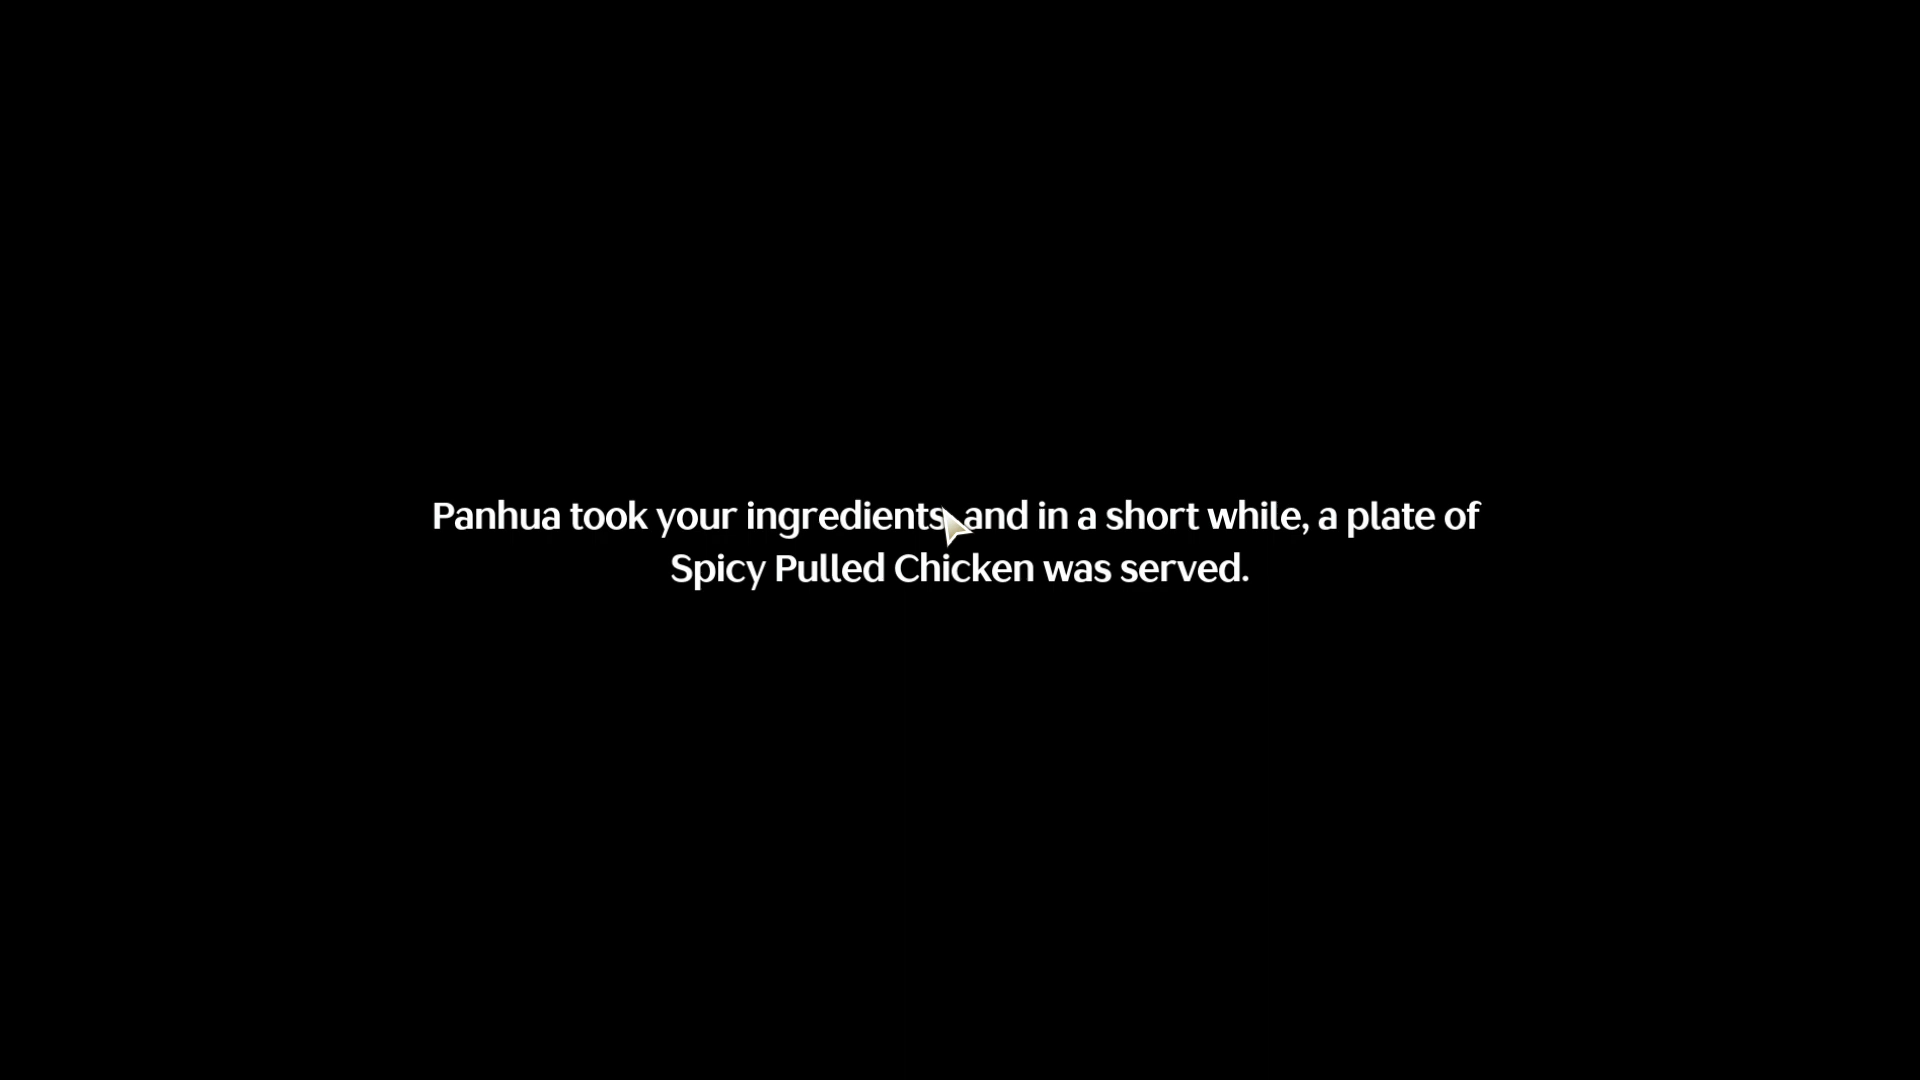 Panhua took your ingredients, and in a short while, a plate of
Spicy Pulled Chicken was served.